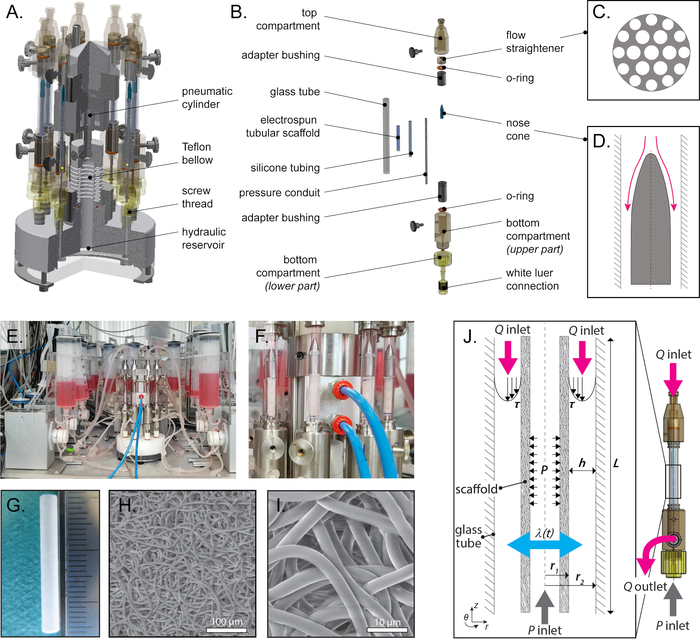 A.
pneumatic
cylinder
Teflon
bellow
screw
thread
hydraulic
reservoir
B.
top
compartment
adapter bushing
glass tube
electrospun
tubular scaffold
silicone tubing
pressure conduit
adapter bushing
bottom
compartment
(lower part)
flow
straightener
o-ring
nose
cone
o-ring
bottom
compartment
(upper part)
white luer
connection
C.
D.
E.
F.
G.
H.
100 µm
I.
10 µm
J.
Q inlet
Q inlet
τ
τ
P
h
L
scaffold
glass
tube
λ(t)
r1
r2
z
θ
r
P inlet
Q inlet
Q outlet
P inlet